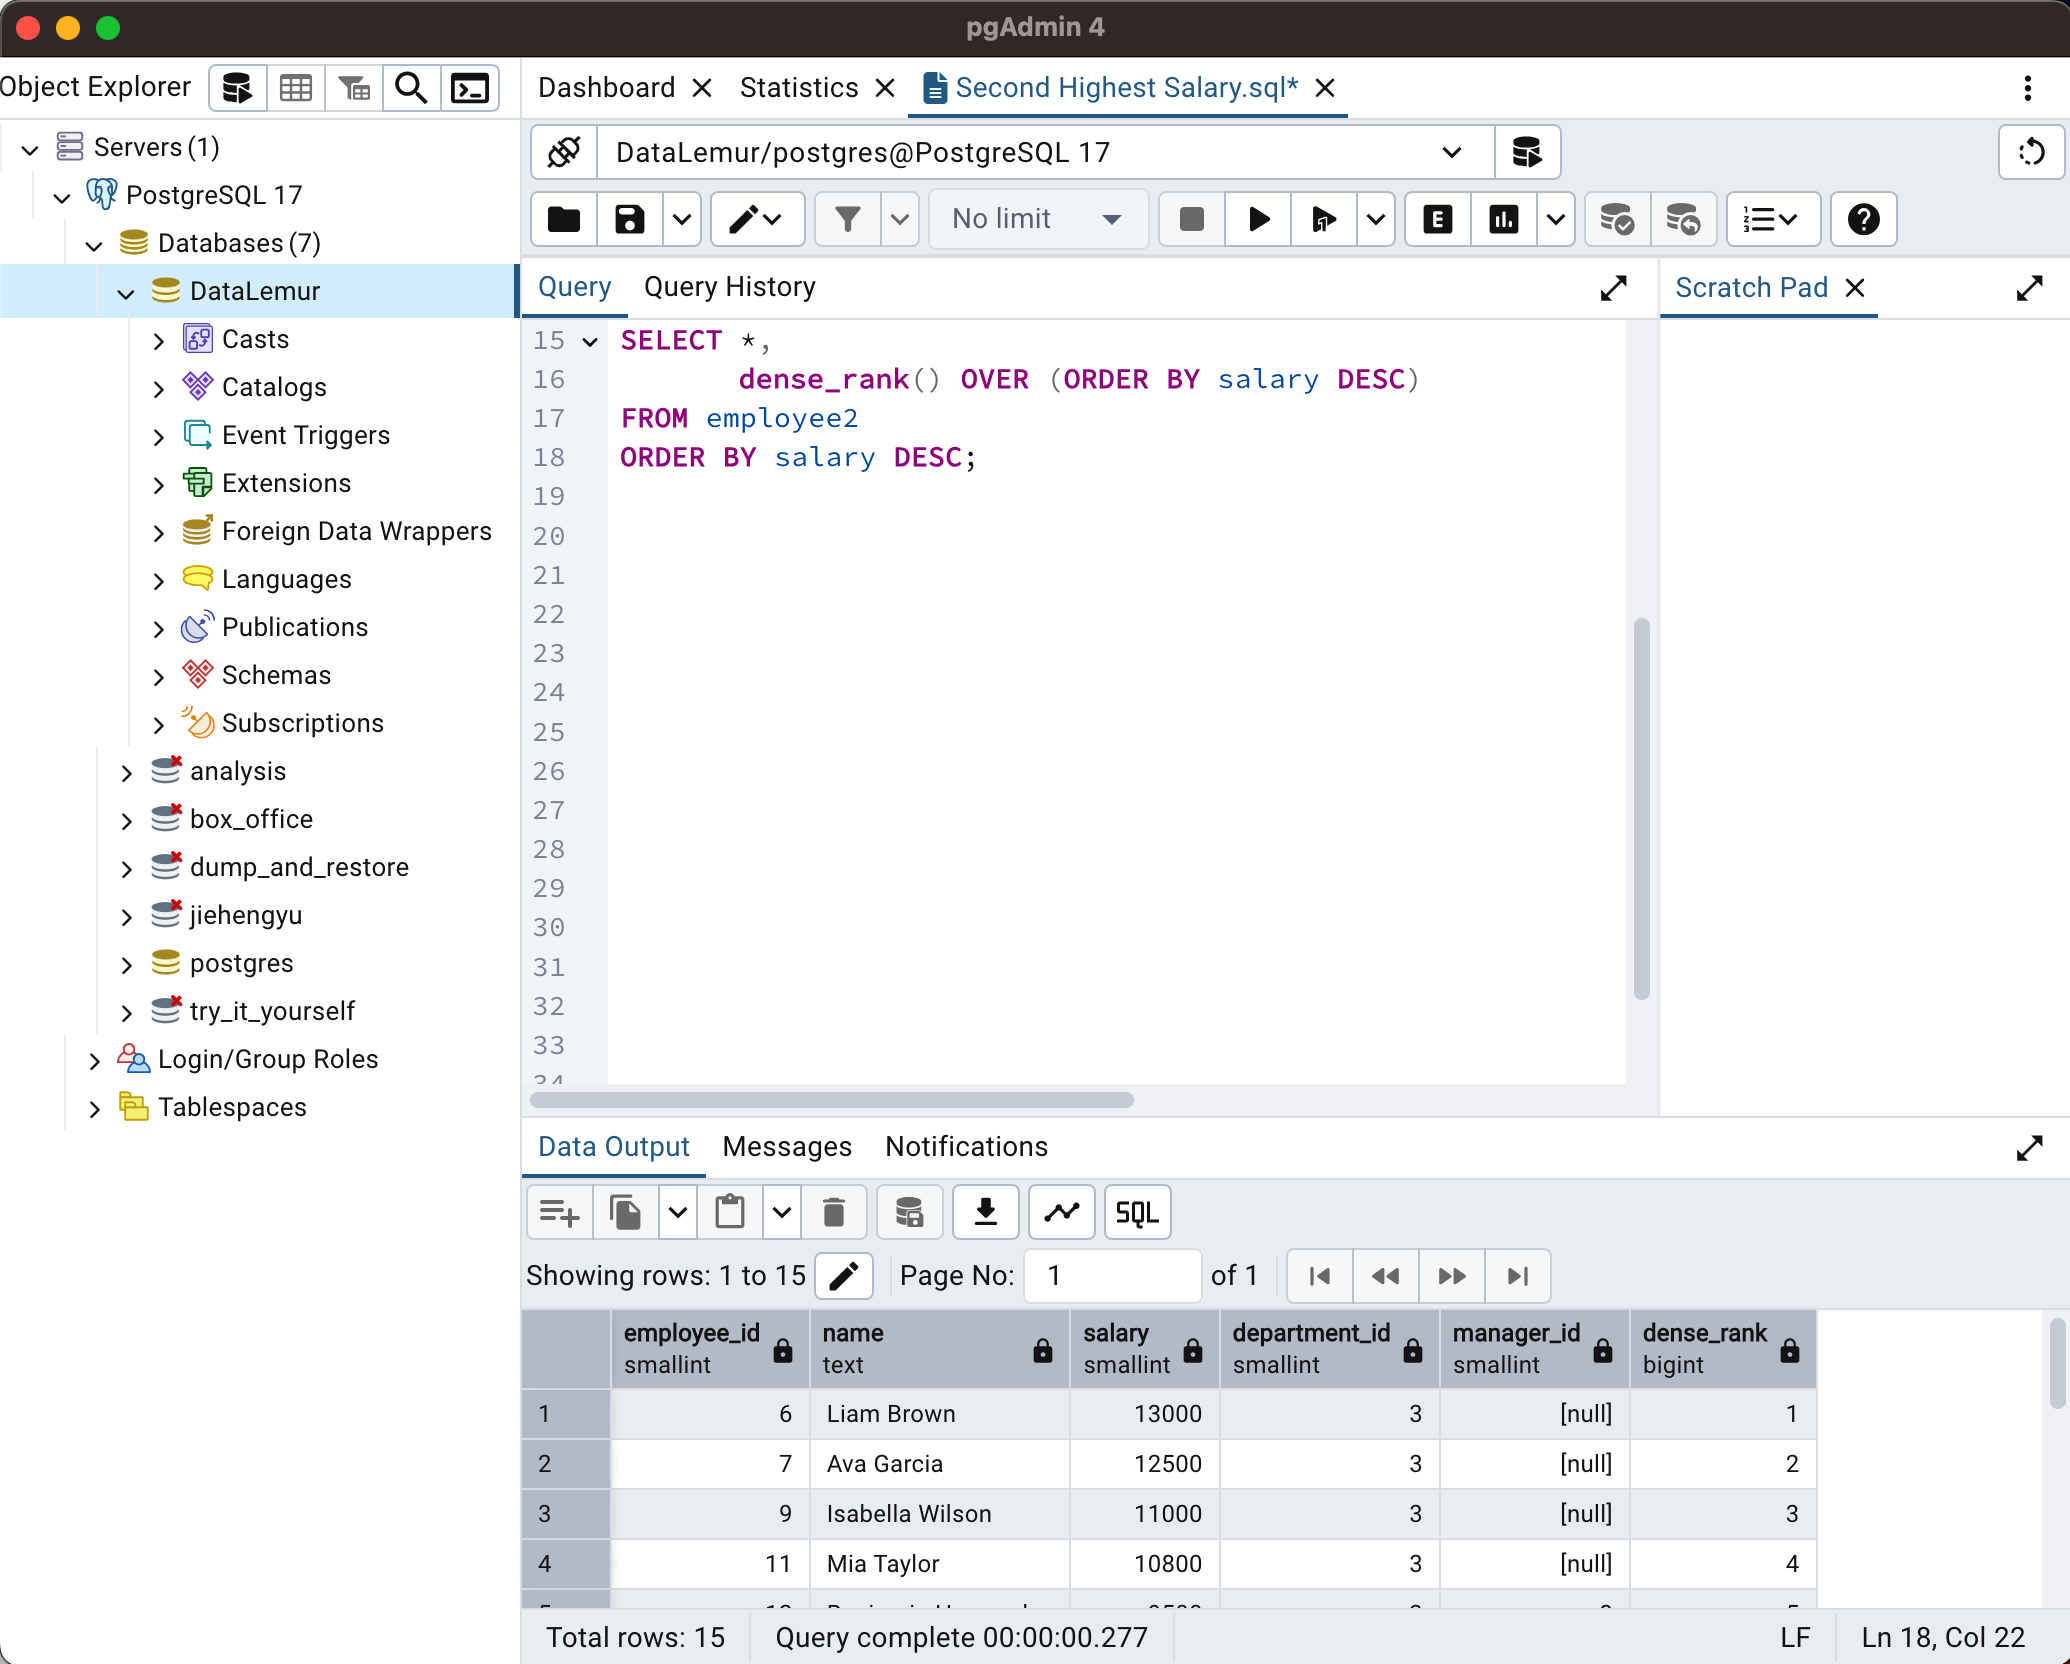 pgAdmin 4
Object Explorer
Servers (1)
PostgreSQL 17
Databases (7)
DataLemur
Casts
Catalogs
Event Triggers
Extensions
Foreign Data Wrappers
Languages
Publications
Schemas
Subscriptions
analysis
box_office
dump_and_restore
jiehengyu
postgres
try_it_yourself
Login/Group Roles
Tablespaces
Dashboard Statistics Second Highest Salary.sql*
DataLemur/postgres@PostgreSQL 17
No limit
Query Query History
Scratch Pad
15 SELECT *,
16 dense_rank() OVER (ORDER BY salary DESC)
17 FROM employee2
18 ORDER BY salary DESC;
19
20
21
22
23
24
25
26
27
28
29
30
31
32
33
34
Data Output Messages Notifications
SQL
Showing rows: 1 to 15 Page No: 1 of 1
employee_id name salary department_id manager_id dense_rank
smallint text smallint smallint smallint bigint
1 6 Liam Brown 13000 3 [null] 1
2 7 Ava Garcia 12500 3 [null] 2
3 9 Isabella Wilson 11000 3 [null] 3
4 11 Mia Taylor 10800 3 [null] 4
Total rows: 15 Query complete 00:00:00.277 LF Ln 18, Col 22